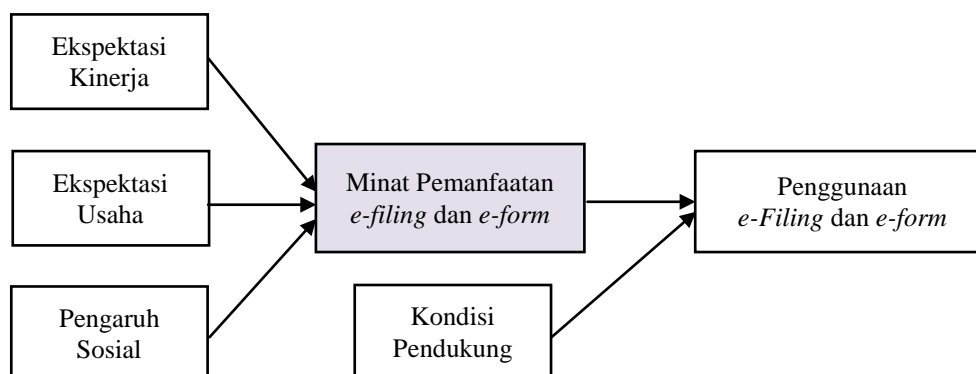 Ekspektasi
Kinerja
Ekspektasi
Usaha
Pengaruh
Sosial
Minat Pemanfaatan
e-filing dan e-form
Kondisi
Pendukung
Penggunaan
e-Filing dan e-form